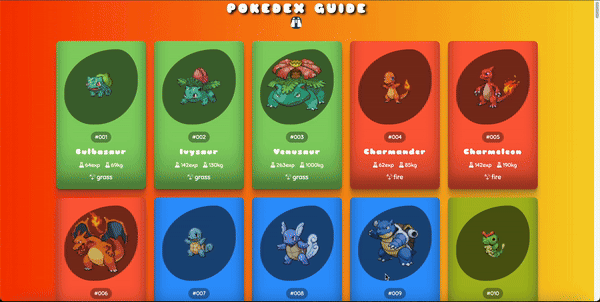 POKEDEX GUIDE
#001
#002
#003
#004
#005
Bulbasaur
Ivysaur
Venusaur
Charmander
Charmeleon
64exp 69kg
142exp 130kg
263exp 1000kg
62exp 85kg
142exp 190kg
grass
grass
grass
fire
fire
#006
#007
#008
#009
#010